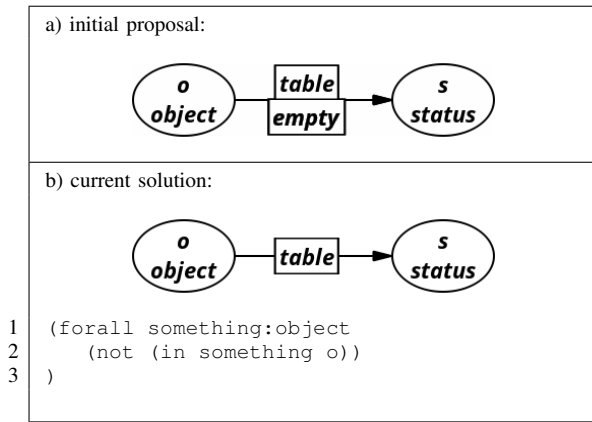 a) initial proposal:
o
object
table
empty
s
status
b) current solution:
o
object
table
s
status
1 (forall something:object
2 (not (in something o))
3 )